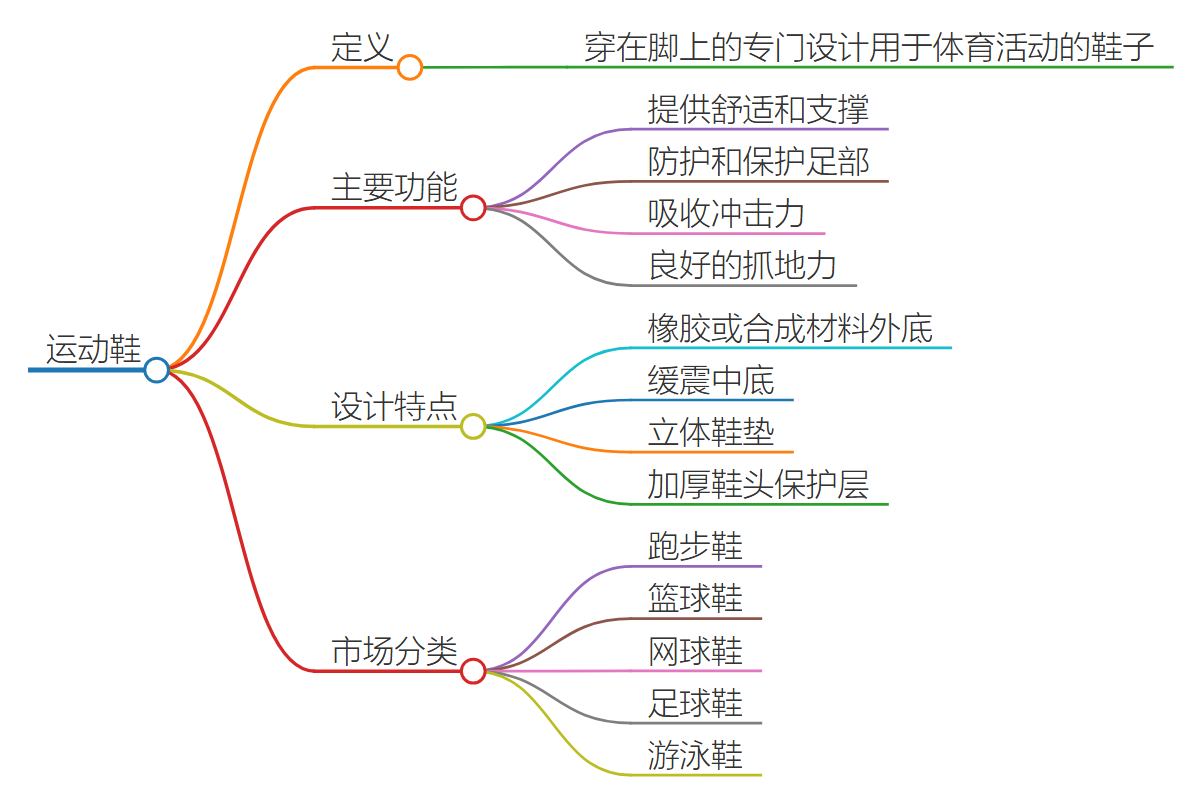 运动鞋
定义
穿在脚上的专门设计用于体育活动的鞋子
主要功能
提供舒适和支撑
防护和保护足部
吸收冲击力
良好的抓地力
设计特点
橡胶或合成材料外底
缓震中底
立体鞋垫
加厚鞋头保护层
市场分类
跑步鞋
篮球鞋
网球鞋
足球鞋
游泳鞋